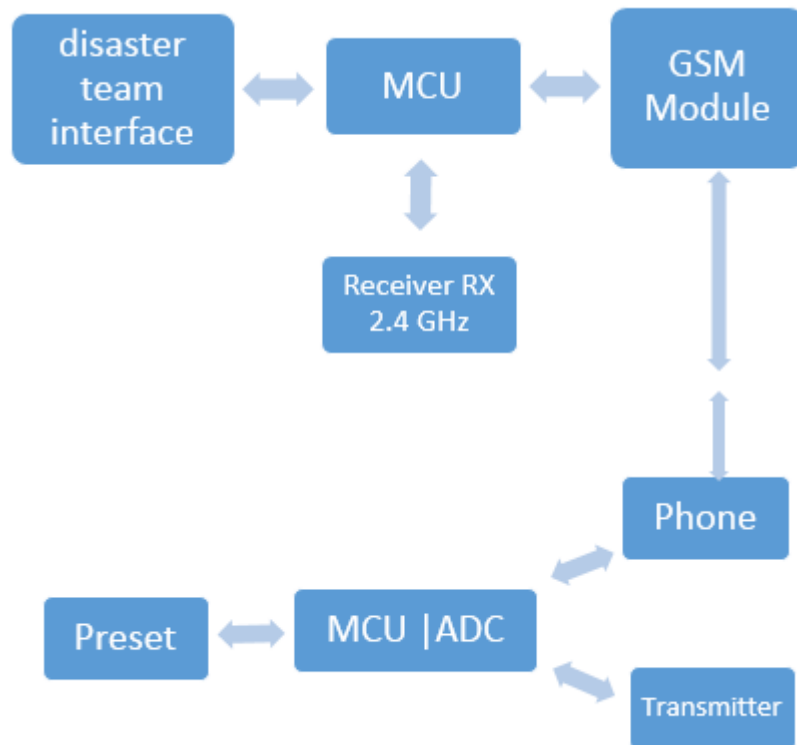 disaster
team
interface
MCU
GSM
Module
Receiver RX
2.4 GHz
Phone
Preset
MCU |ADC
Transmitter